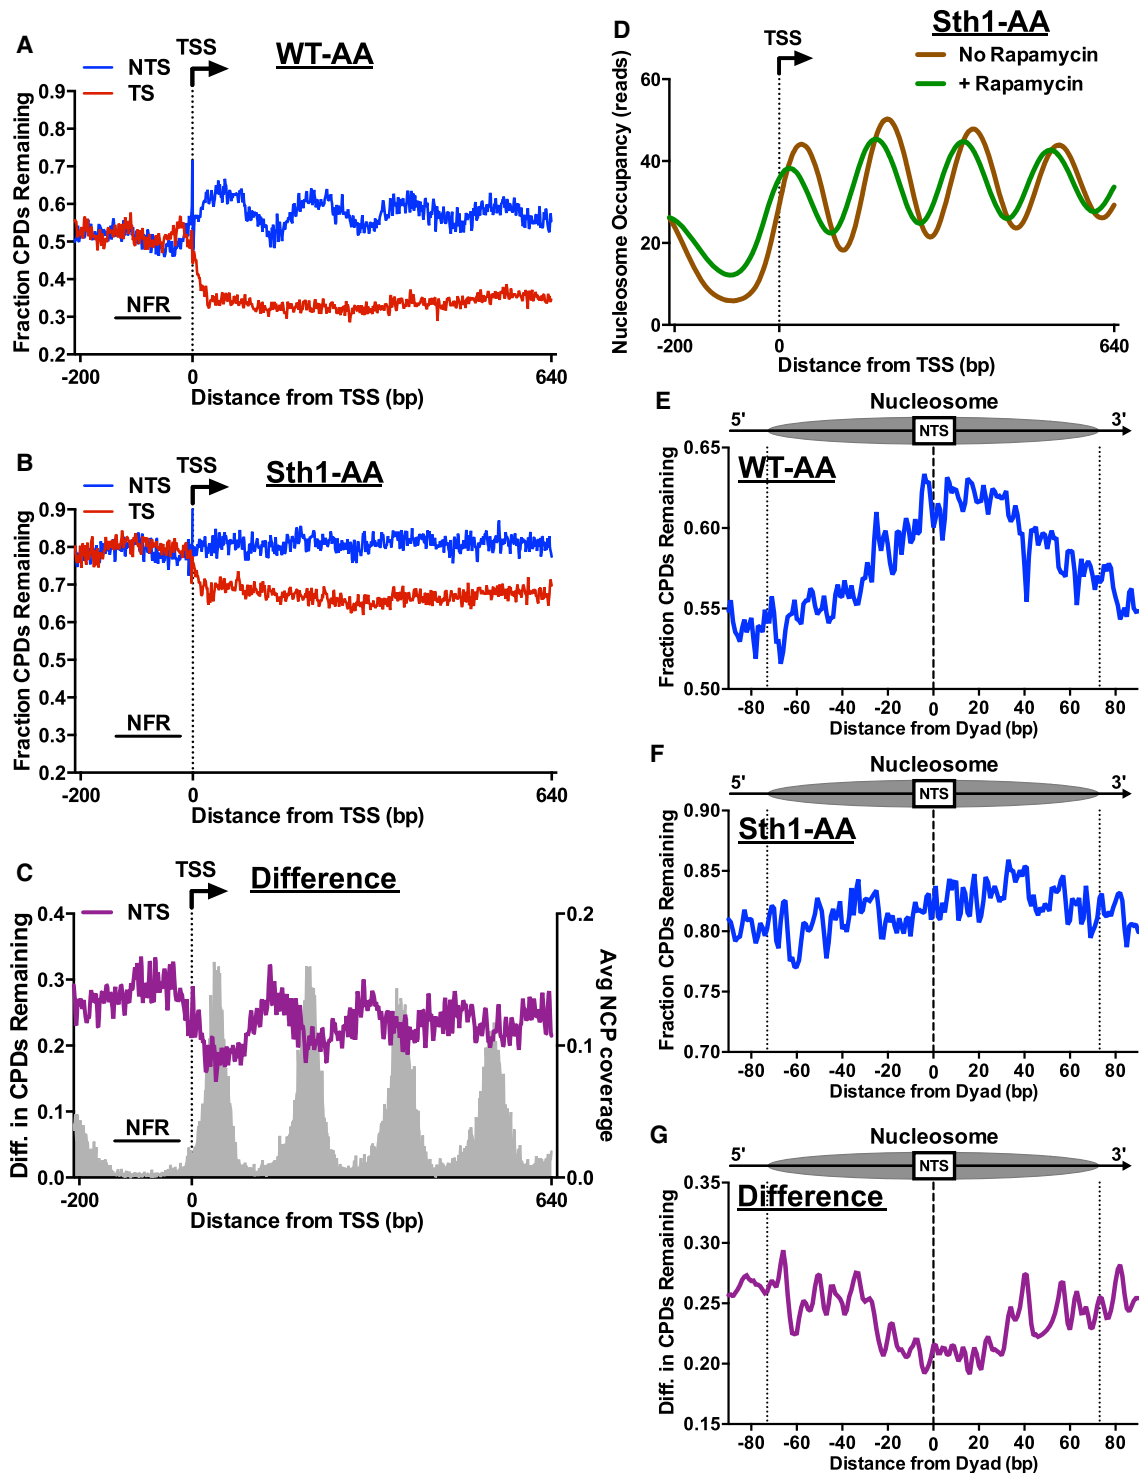 A
WT-AA
TSS
NTS
TS
Fraction CPDs Remaining
0.9
0.8
0.7
0.6
0.5
0.4
0.3
0.2
NFR
-200
0
640
Distance from TSS (bp)
B
Sth1-AA
TSS
NTS
TS
Fraction CPDs Remaining
0.9
0.8
0.7
0.6
0.5
0.4
0.3
0.2
NFR
-200
0
640
Distance from TSS (bp)
C
Difference
TSS
NTS
Diff. in CPDs Remaining
0.4
0.3
0.2
0.1
0.0
NFR
0.2
0.1
0.0
Avg NCP coverage
-200
0
640
Distance from TSS (bp)
D
Sth1-AA
TSS
No Rapamycin
+ Rapamycin
Nucleosome Occupancy (reads)
60
40
20
0
-200
0
640
Distance from TSS (bp)
E
Nucleosome
5'
NTS
3'
WT-AA
Fraction CPDs Remaining
0.65
0.60
0.55
0.50
-80 -60 -40 -20 0 20 40 60 80
Distance from Dyad (bp)
F
Nucleosome
5'
NTS
3'
Sth1-AA
Fraction CPDs Remaining
0.90
0.85
0.80
0.75
0.70
-80 -60 -40 -20 0 20 40 60 80
Distance from Dyad (bp)
G
Nucleosome
5'
NTS
3'
Difference
Diff. in CPDs Remaining
0.35
0.30
0.25
0.20
0.15
-80 -60 -40 -20 0 20 40 60 80
Distance from Dyad (bp)